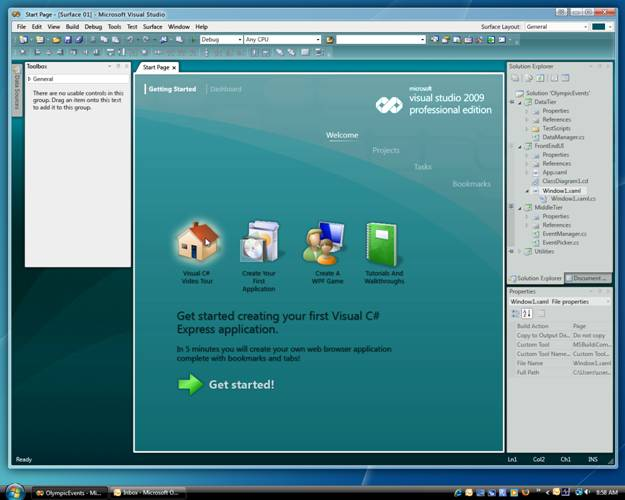 Start Page - [Surface 01] - Microsoft Visual Studio
File Edit View Build Debug Tools Test Surface Window Help
Surface Layout: General
Debug Any CPU
Data Sources
Toolbox
General
There are no usable controls in this
group. Drag an item onto this text
to add it to this group.
Start Page
Getting Started Dashboard
microsoft
visual studio 2009
professional edition
Welcome
Projects
Tasks
Bookmarks
Visual C#
Video Tour
Create Your
First
Application
Create A
WPF Game
Tutorials And
Walkthroughs
Get started creating your first Visual C#
Express application.
In 5 minutes you will create your own web browser application
complete with bookmarks and tabs!
Get started!
Solution Explorer
Solution 'OlympicEvents'
DataTier
Properties
References
TestScripts
DataManager.cs
FrontEndUI
Properties
References
App.xaml
ClassDiagram1.cd
Window1.xaml
Window1.xaml.cs
MiddleTier
Properties
References
EventManager.cs
EventPicker.cs
Utilities
Solution Explorer Document ...
Properties
Window1.xaml File properties
Build Action Page
Copy to Output Di... Do not copy
Custom Tool MSBuild:Com...
Custom Tool Name... Custom Tool...
File Name Window1.xaml
Full Path C:\Users\user...
Ready
Ln1 Col2 Ch1 INS
OlympicEvents - Mi... Inbox - Microsoft O...
8:58 AM